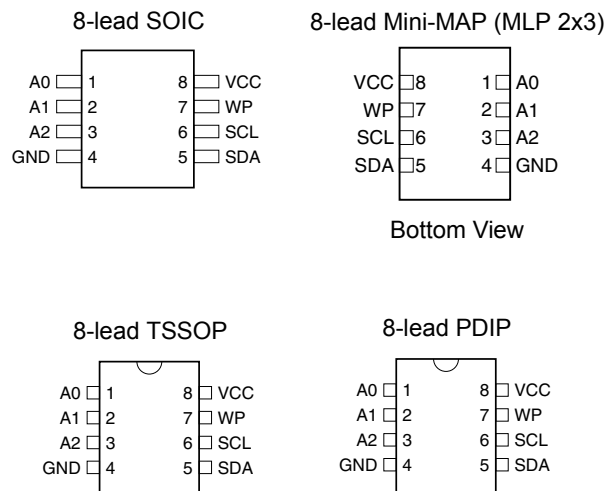 8-lead SOIC
A0 1 8 VCC
A1 2 7 WP
A2 3 6 SCL
GND 4 5 SDA
8-lead Mini-MAP (MLP 2x3)
VCC 8 1 A0
WP 7 2 A1
SCL 6 3 A2
SDA 5 4 GND
Bottom View
8-lead TSSOP
A0 1 8 VCC
A1 2 7 WP
A2 3 6 SCL
GND 4 5 SDA
8-lead PDIP
A0 1 8 VCC
A1 2 7 WP
A2 3 6 SCL
GND 4 5 SDA